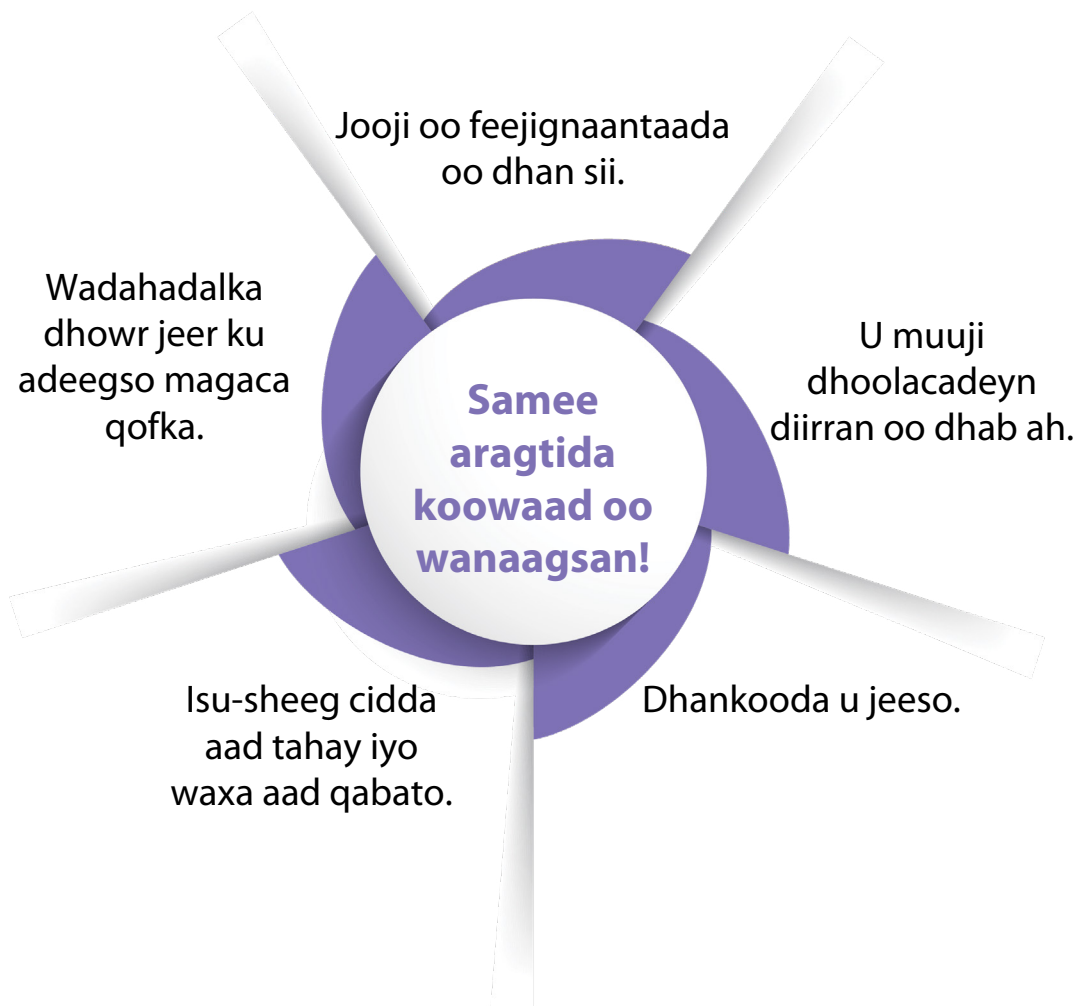 Jooji oo feejignaantaada
oo dhan sii.
U muuji
dhoolacadeyn
diirran oo dhab ah.
Dhankooda u jeeso.
Isu-sheeg cidda
aad tahay iyo
waxa aad qabato.
Wadahadalka
dhowr jeer ku
adeegso magaca
qofka.
Samee
aragtida
koowaad oo
wanaagsan!